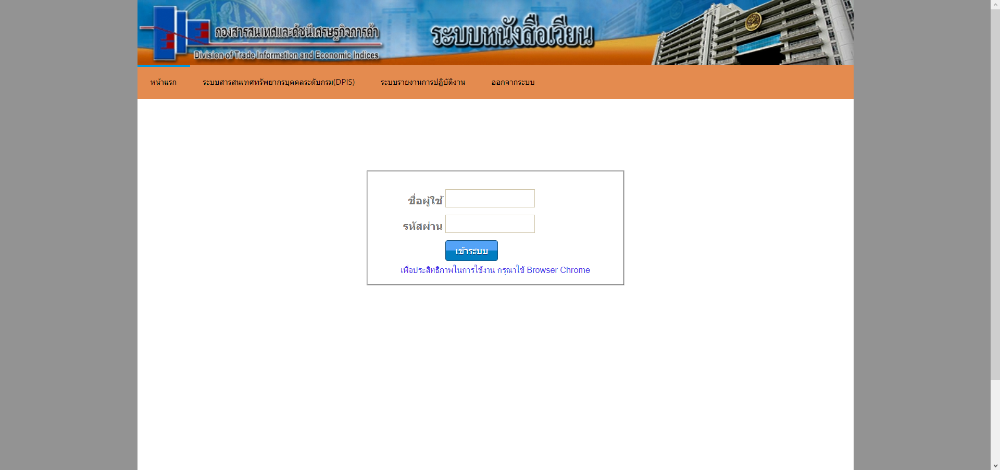 กองสารสนเทศและดัชนีเศรษฐกิจการค้า
Division of Trade Information and Economic Indices
ระบบหนังสือเวียน
หน้าแรก ระบบสารสนเทศทรัพยากรบุคคลระดับกรม(DPIS) ระบบรายงานการปฏิบัติงาน ออกจากระบบ
ชื่อผู้ใช้
รหัสผ่าน
เข้าระบบ
เพื่อประสิทธิภาพในการใช้งาน กรุณาใช้ Browser Chrome